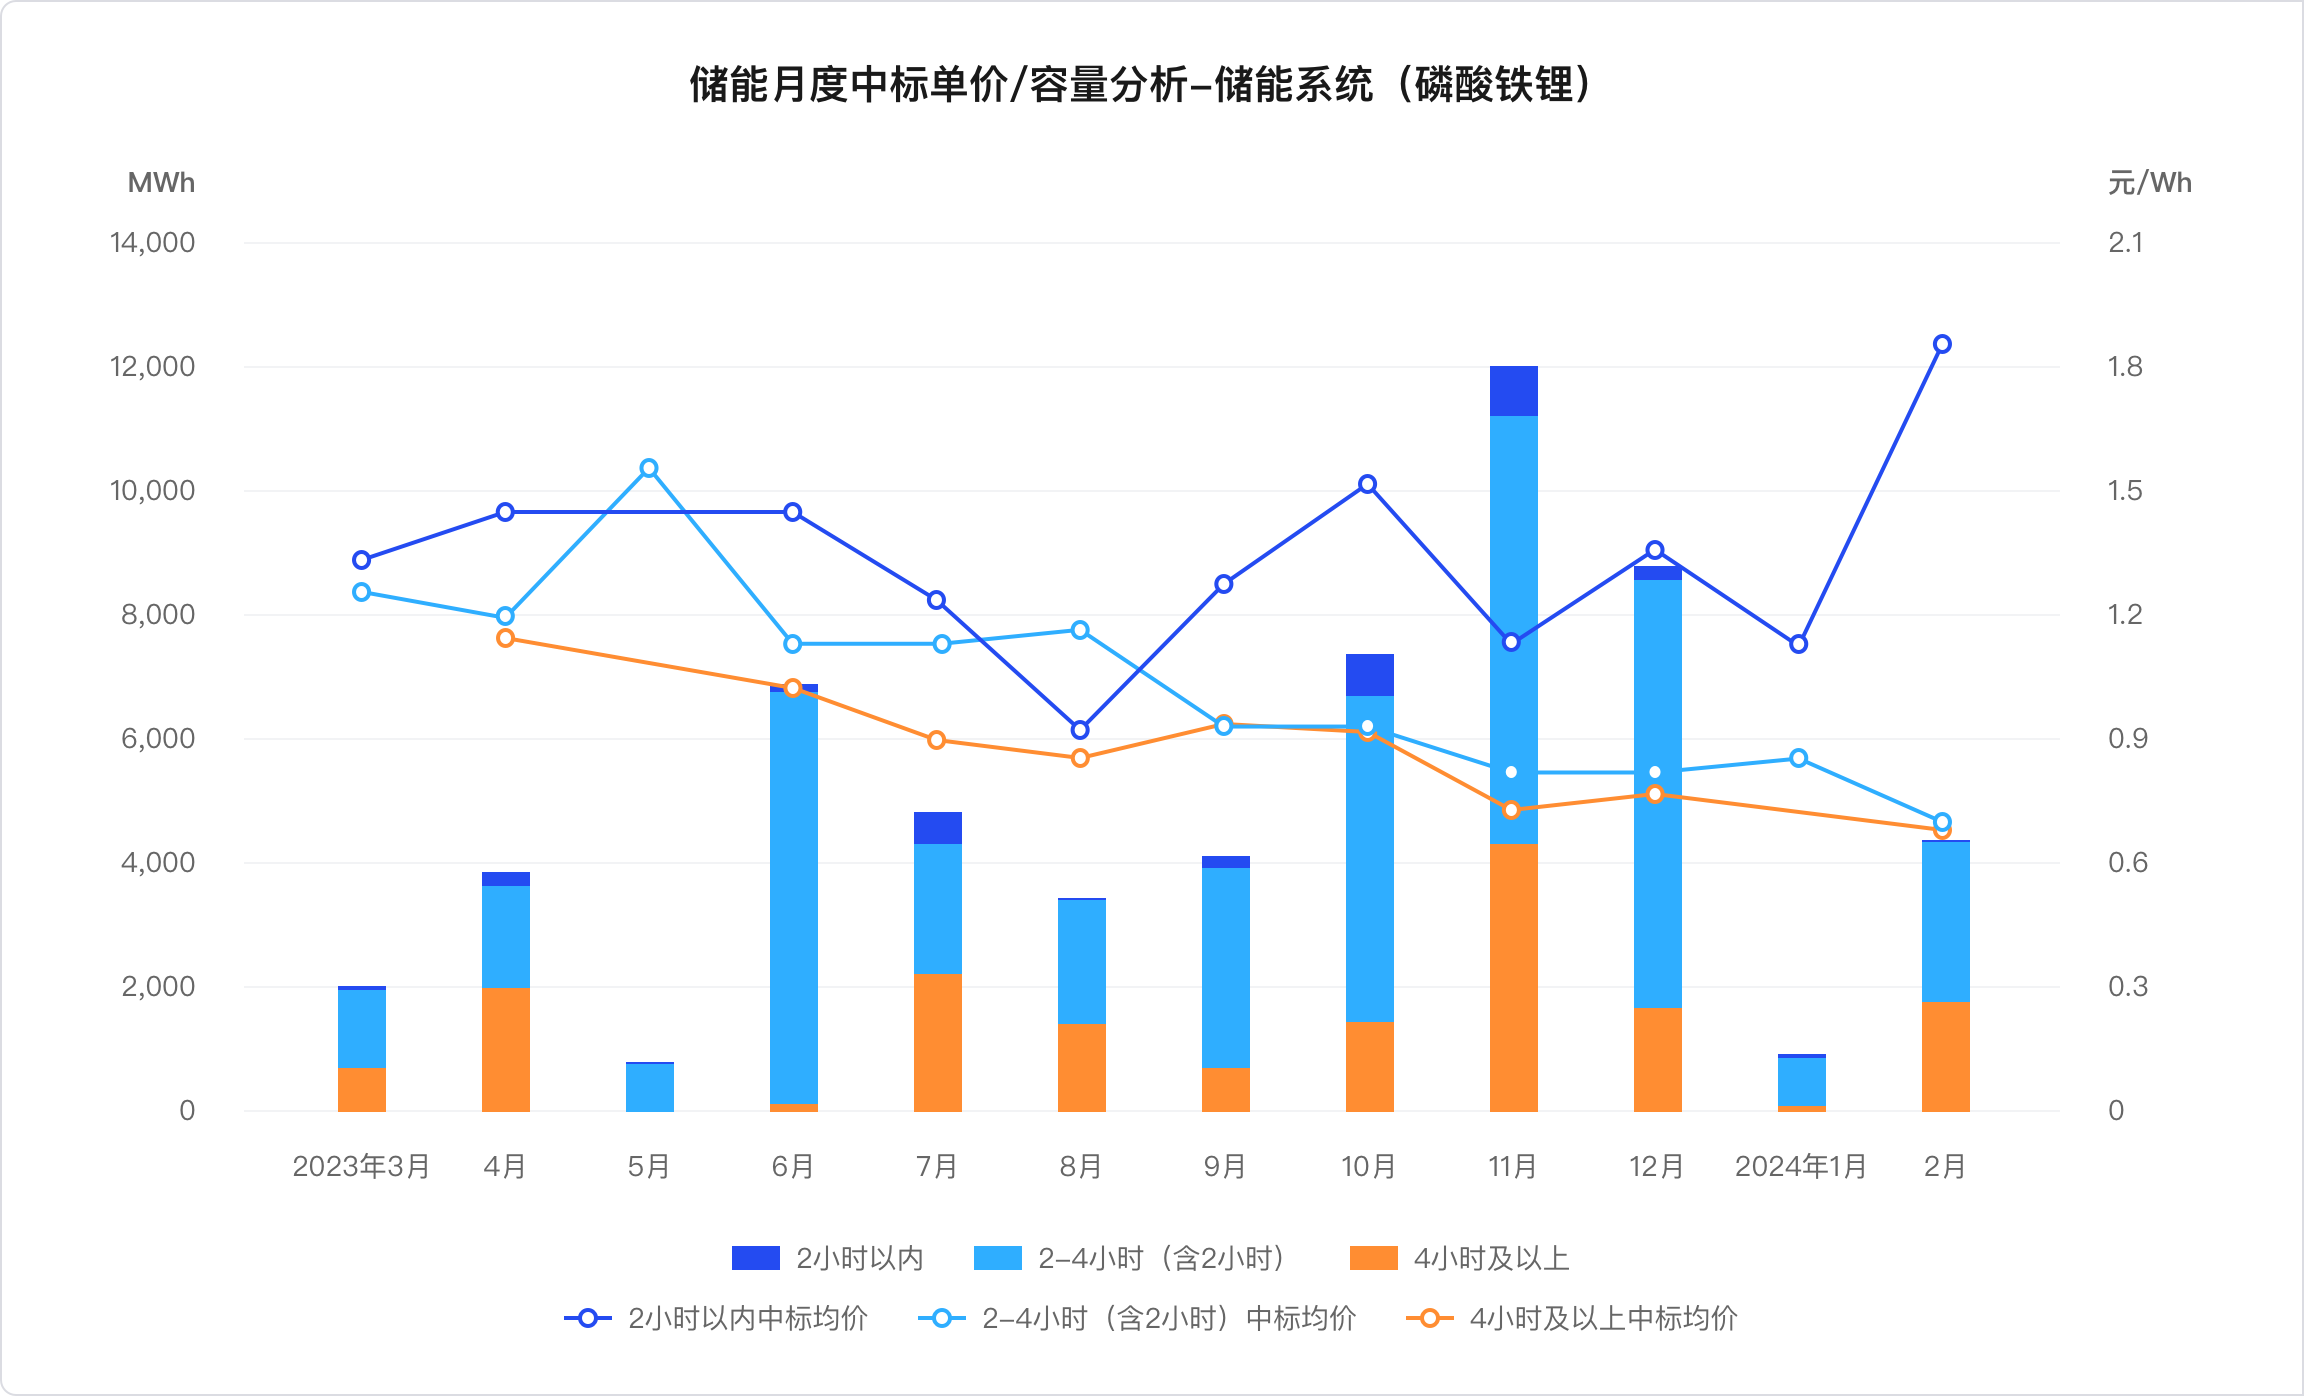 储能月度中标单价/容量分析–储能系统（磷酸铁锂）
MWh 元/Wh
14,000 2.1
12,000 1.8
10,000 1.5
8,000 1.2
6,000 0.9
4,000 0.6
2,000 0.3
0 0
2023年3月 4月 5月 6月 7月 8月 9月 10月 11月 12月 2024年1月 2月
2小时以内 2–4小时（含2小时） 4小时及以上
2小时以内中标均价 2–4小时（含2小时）中标均价 4小时及以上中标均价